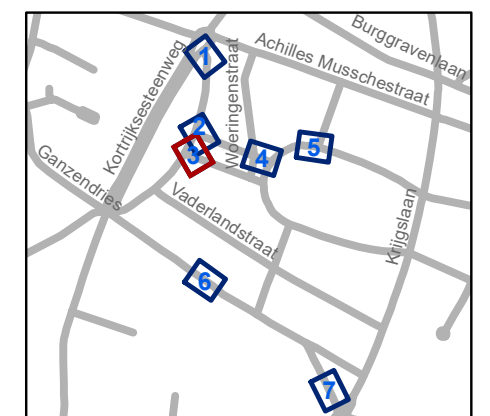 Burggravenlaan
Achilles Musschestraat
Kortrijksesteenweg
Woeringenstraat
1
2
3
4
5
Ganzendries
Vaderlandstraat
Krijgslaan
6
7